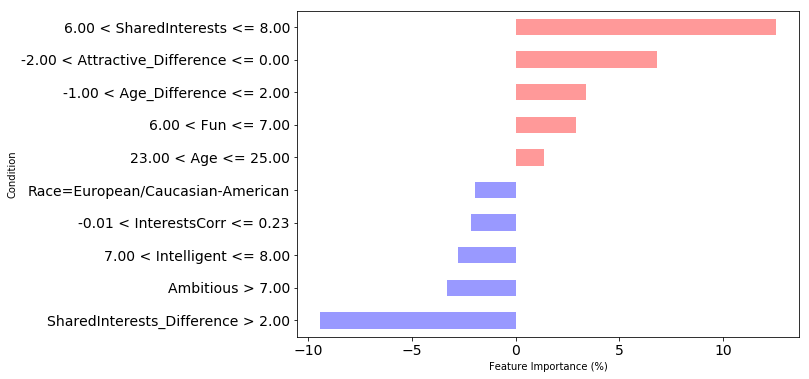 6.00 < SharedInterests <= 8.00
-2.00 < Attractive_Difference <= 0.00
-1.00 < Age_Difference <= 2.00
6.00 < Fun <= 7.00
23.00 < Age <= 25.00
Race=European/Caucasian-American
-0.01 < InterestsCorr <= 0.23
7.00 < Intelligent <= 8.00
Ambitious > 7.00
SharedInterests_Difference > 2.00
Condition
−10 −5 0 5 10
Feature Importance (%)